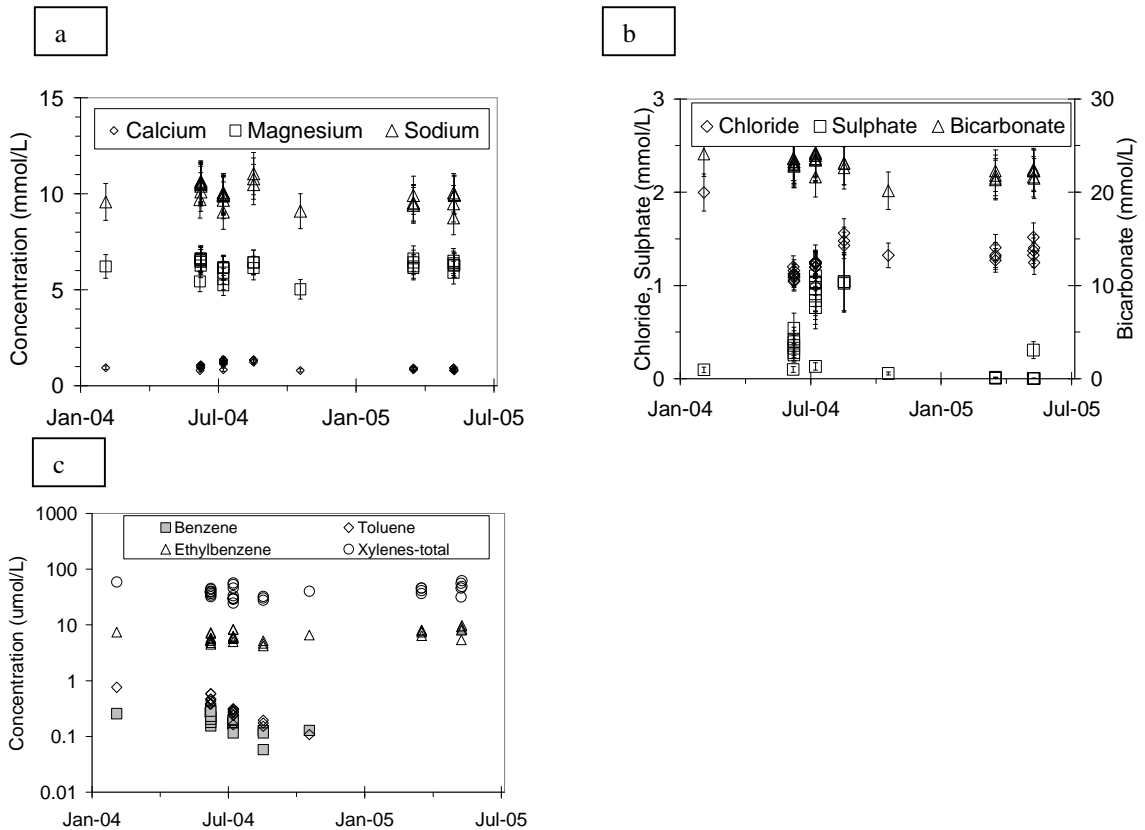 a
Concentration (mmol/L)
15
10
5
0
Calcium Magnesium Sodium
Jan-04 Jul-04 Jan-05 Jul-05
b
Chloride, Sulphate (mmol/L)
3
2
1
0
Chloride Sulphate Bicarbonate
30
20
10
0
Bicarbonate (mmol/L)
Jan-04 Jul-04 Jan-05 Jul-05
c
Concentration (umol/L)
1000
100
10
1
0.1
0.01
Benzene Toluene
Ethylbenzene Xylenes-total
Jan-04 Jul-04 Jan-05 Jul-05